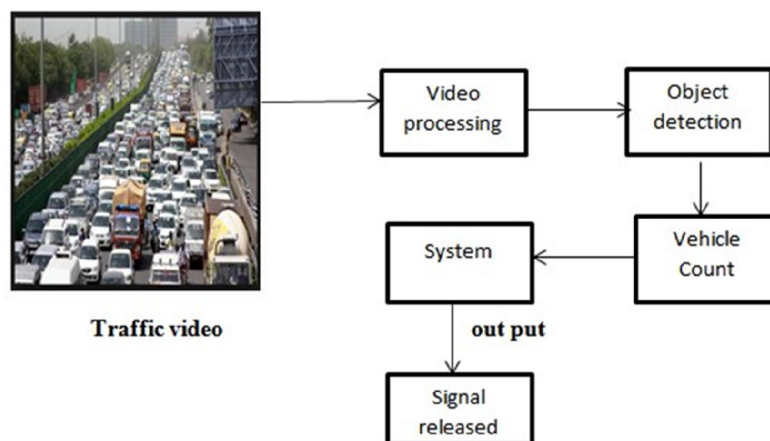 Video
processing
Object
detection
Vehicle
Count
System
Traffic video
out put
Signal
released